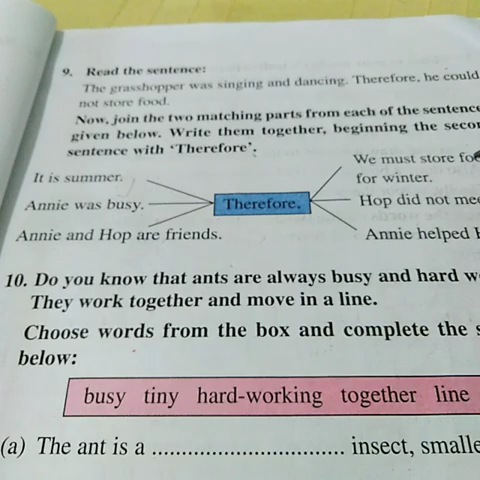 9. Read the sentence:
The grasshopper was singing and dancing. Therefore, he could
not store food.
Now, join the two matching parts from each of the sentence
given below. Write them together, beginning the
sentence with 'Therefore'.
It is summer.
Annie was busy.
Annie and Hop are friends.
Therefore,
We must store
for winter.
Hop did not
Annie helped
10. Do you know that ants are always busy and hard
They work together and move in a line.
Choose words from the box and complete the
below:
busy tiny hard-working together line
(a) The ant is a .............................. insect,